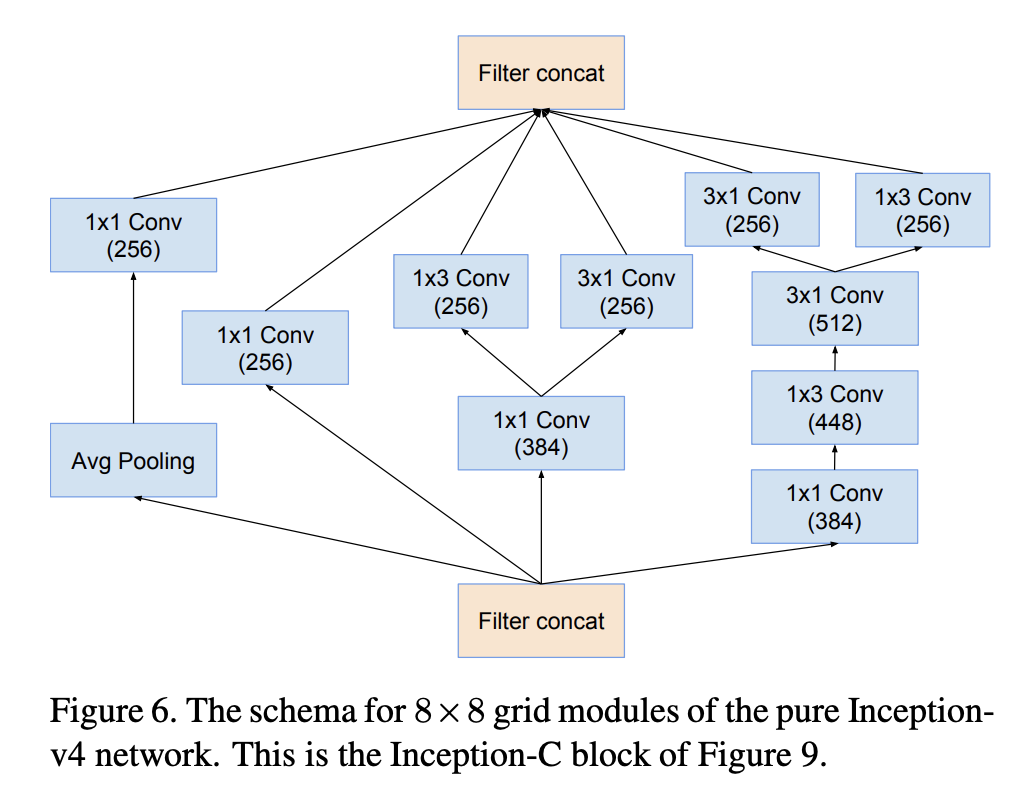 Filter concat
3x1 Conv
(256)
1x3 Conv
(256)
1x1 Conv
(256)
1x3 Conv
(256)
3x1 Conv
(256)
3x1 Conv
(512)
1x1 Conv
(256)
1x3 Conv
(448)
1x1 Conv
(384)
Avg Pooling
1x1 Conv
(384)
Filter concat
Figure 6. The schema for 8 × 8 grid modules of the pure Inception-
v4 network. This is the Inception-C block of Figure 9.